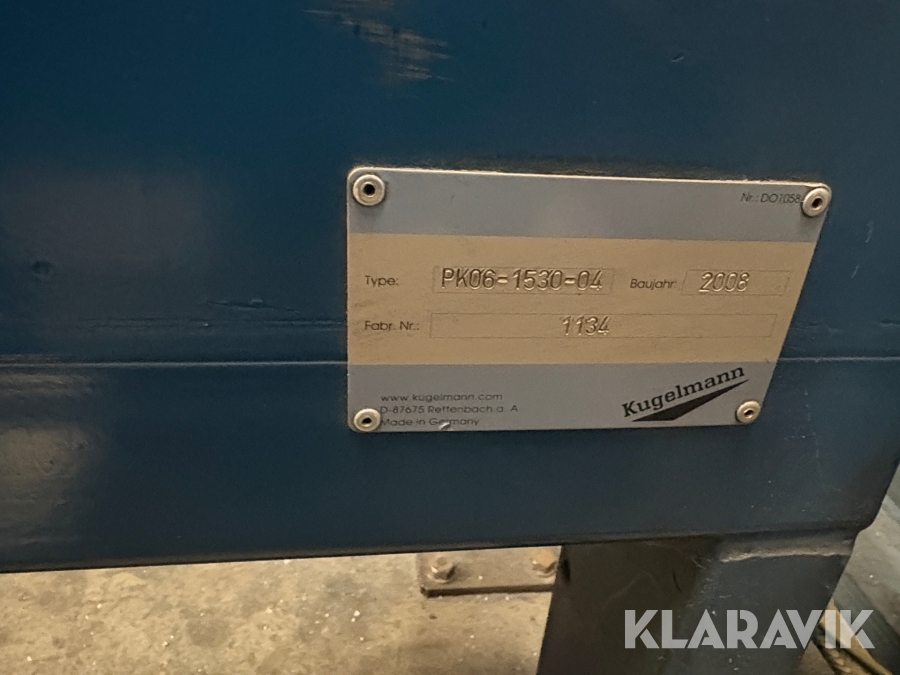 Nr.: DO1058
Type: PK06-1530-04 Baujahr: 2008
Fabr. Nr.: 1134
www.kugelmann.com
D-87675 Rettenbach a. A
Made in Germany
Kugelmann
KLARAVIK